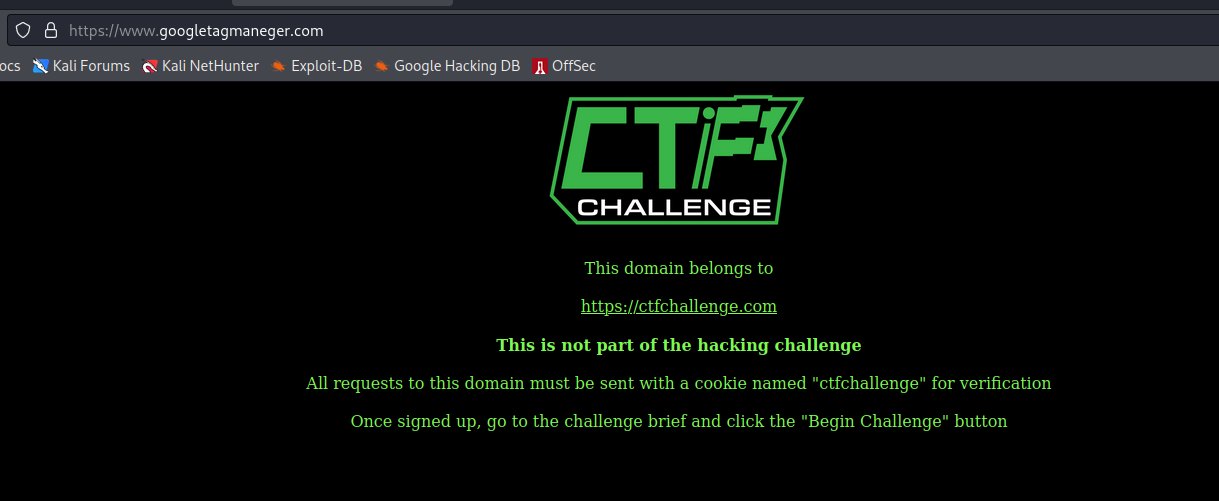 https://www.googletagmaneger.com
ocs Kali Forums Kali NetHunter Exploit-DB Google Hacking DB OffSec
CTF
CHALLENGE
This domain belongs to
https://ctfchallenge.com
This is not part of the hacking challenge
All requests to this domain must be sent with a cookie named "ctfchallenge" for verification
Once signed up, go to the challenge brief and click the "Begin Challenge" button